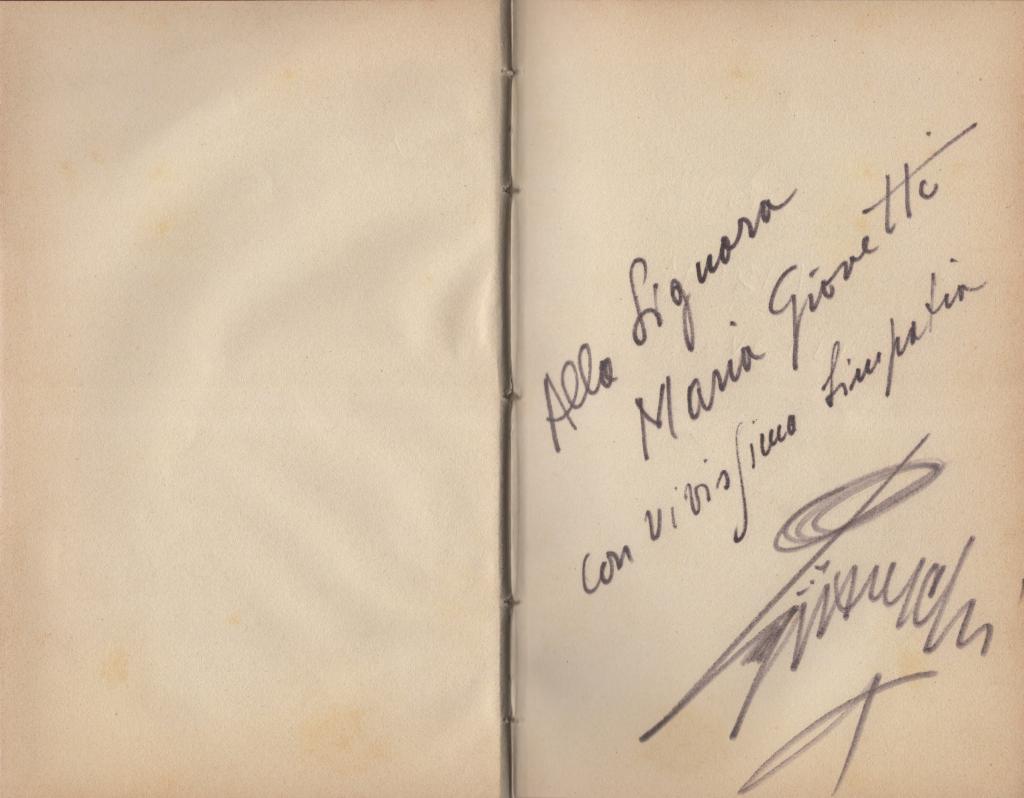 Alla Signora
Maria Giovetti
con vivissima simpatia